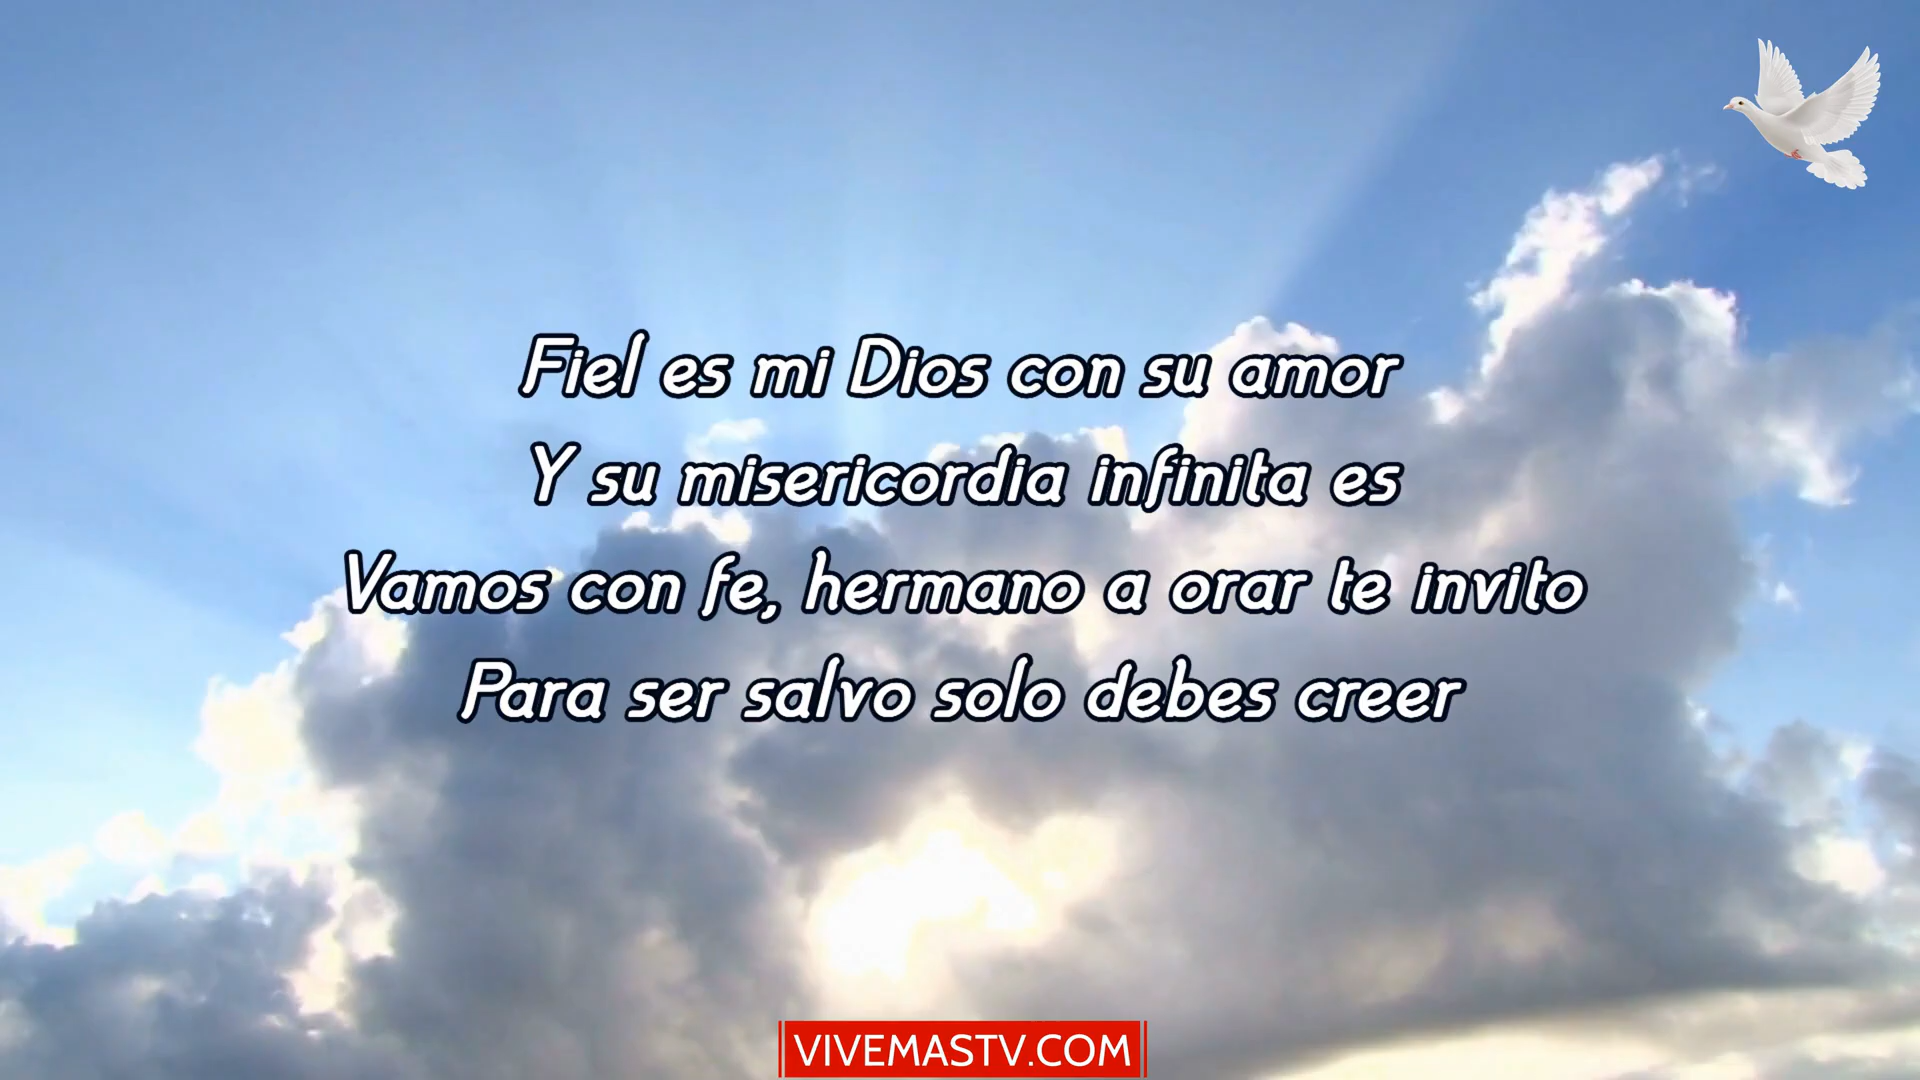 Fiel es mi Dios con su amor
Y su misericordia infinita es
Vamos con fe, hermano a orar te invito
Para ser salvo solo debes creer
VIVEMASTV.COM